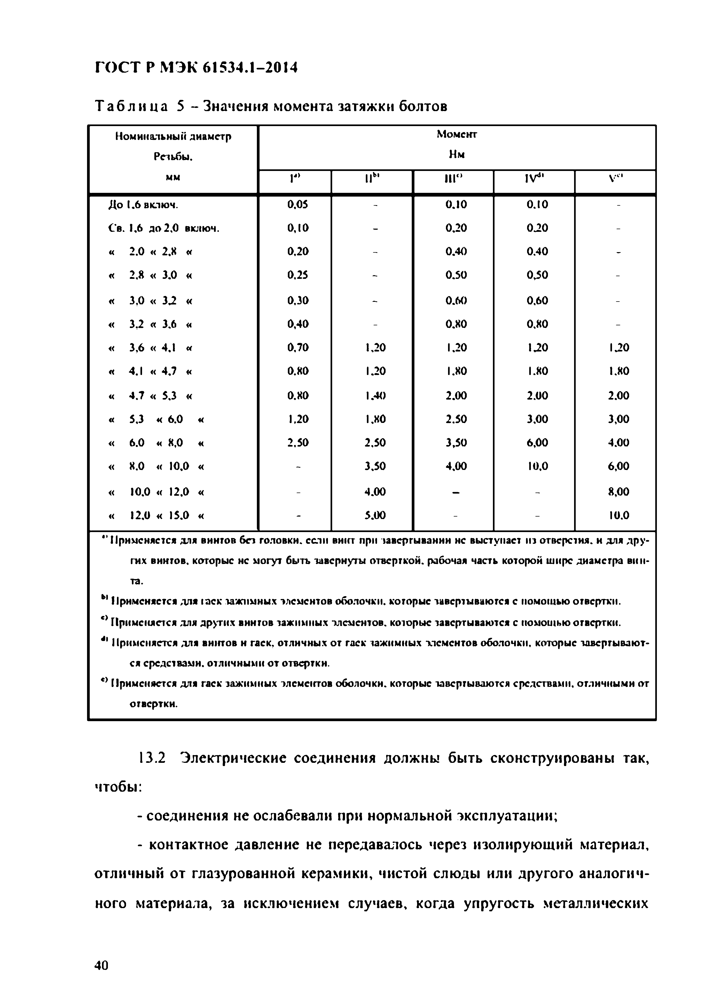 ГОСТ Р МЭК 61534.1–2014
Таблица 5 – Значения момента затяжки болтов
Номинальный диаметр
Резьбы,
мм
Момент
Нм
I a) II b) III c) IV d) V e)
До 1.6 включ. 0,05 – 0.10 0.10 –
Св. 1,6 до 2,0 включ. 0,10 – 0,20 0,20 –
« 2.0 « 2,8 « 0,20 – 0.40 0.40 –
« 2,8 « 3.0 « 0,25 – 0.50 0,50 –
« 3,0 « 3,2 « 0,30 – 0.60 0,60 –
« 3,2 « 3.6 « 0,40 – 0.80 0,80 –
« 3,6 « 4,1 « 0,70 1,20 1,20 1,20 1,20
« 4.1 « 4,7 « 0.80 1.20 1.80 1.80 1.80
« 4.7 « 5.3 « 0.80 1.40 2.00 2.00 2.00
« 5,3 « 6.0 « 1,20 1,80 2.50 3,00 3,00
« 6.0 « 8,0 « 2,50 2,50 3,50 6,00 4.00
« 8.0 « 10,0 « – 3.50 4,00 10,0 6,00
« 10,0 « 12,0 « – 4.00 – – 8,00
« 12,0 « 15.0 « – 5.00 – – 10.0
a) Применяется для винтов без головки, если винт при завертывании не выступает из отверстия, и для дру-
гих винтов, которые не могут быть завернуты отверткой, рабочая часть которой шире диаметра вин-
та.
b) Применяется для гаек зажимных элементов оболочки, которые завертываются с помощью отвертки.
c) Применяется для других винтов зажимных элементов, которые завертываются с помощью отвертки.
d) Применяется для винтов и гаек, отличных от гаек зажимных элементов оболочки, которые завертывают-
ся средствами, отличными от отвертки.
e) Применяется для гаек зажимных элементов оболочки, которые завертываются средствами, отличными от
отвертки.
13.2 Электрические соединения должны быть сконструированы так,
чтобы:
- соединения не ослабевали при нормальной эксплуатации;
- контактное давление не передавалось через изолирующий материал,
отличный от глазурованной керамики, чистой слюды или другого аналогич-
ного материала, за исключением случаев, когда упругость металлических
40